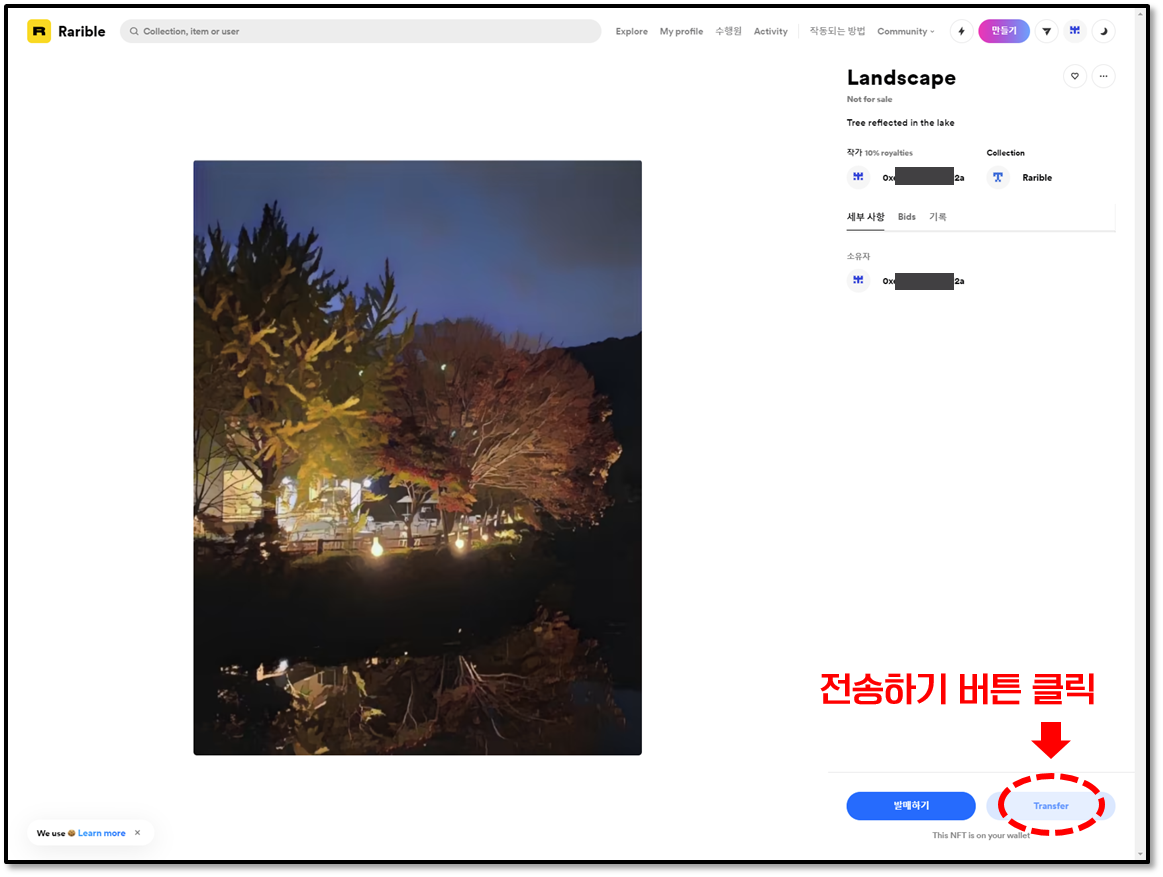 Rarible
Collection, item or user
Explore My profile 수행원 Activity 작동되는 방법 Community
만들기
Landscape
Not for sale
Tree reflected in the lake
작가 10% royalties Collection
0x 2a Rarible
세부 사항 Bids 기록
소유자
0x 2a
전송하기 버튼 클릭
발매하기 Transfer
This NFT is on your wallet
We use 🍪 Learn more ×